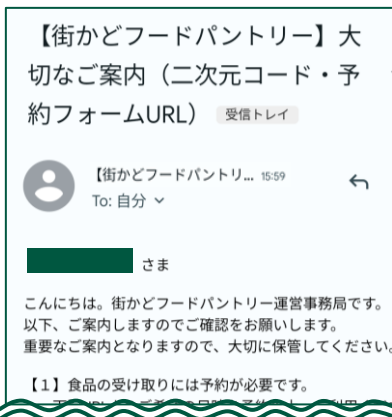 【街かどフードパントリー】大
切なご案内（二次元コード・予
約フォームURL） 受信トレイ
【街かどフードパントリ... 15:59
To: 自分
さま
こんにちは。街かどフードパントリー運営事務局です。
以下、ご案内しますのでご確認をお願いします。
重要なご案内となりますので、大切に保管してください。
【１】食品の受け取りには予約が必要です。